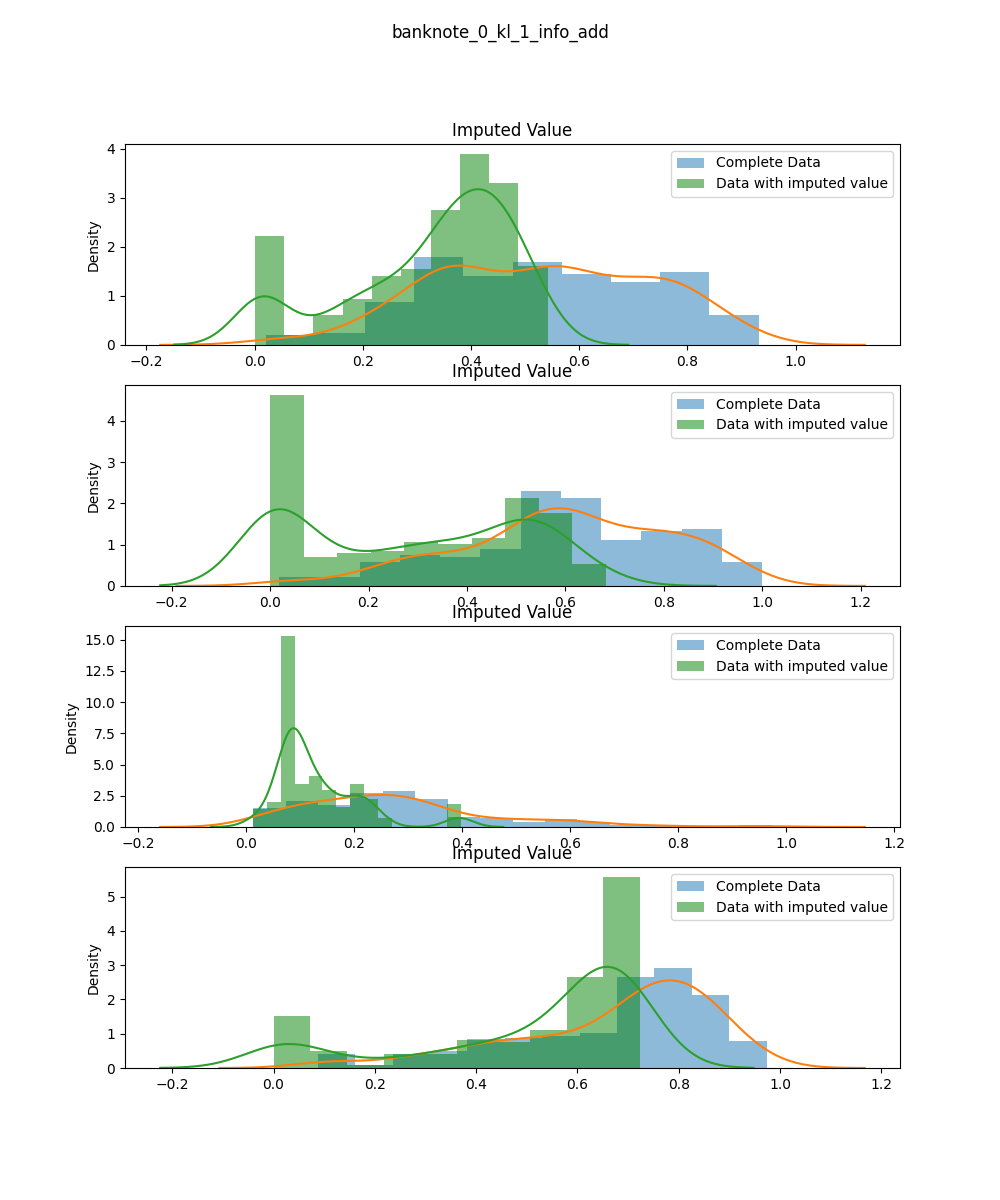 banknote_0_kl_1_info_add
Imputed Value
4
3
2
1
0
Density
Complete Data
Data with imputed value
−0.2 0.0 0.2 0.4 0.6 0.8 1.0
Imputed Value
4
3
2
1
0
Density
Complete Data
Data with imputed value
−0.2 0.0 0.2 0.4 0.6 0.8 1.0 1.2
Imputed Value
15.0
12.5
10.0
7.5
5.0
2.5
0.0
Density
Complete Data
Data with imputed value
−0.2 0.0 0.2 0.4 0.6 0.8 1.0 1.2
Imputed Value
5
4
3
2
1
0
Density
Complete Data
Data with imputed value
−0.2 0.0 0.2 0.4 0.6 0.8 1.0 1.2